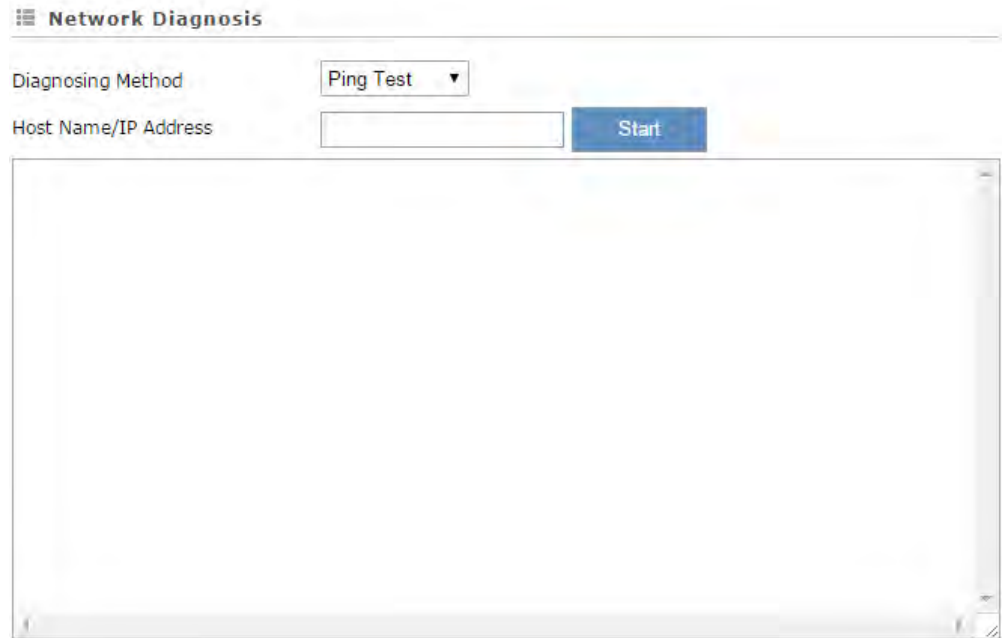 Network Diagnosis
Diagnosing Method Ping Test
Host Name/IP Address Start